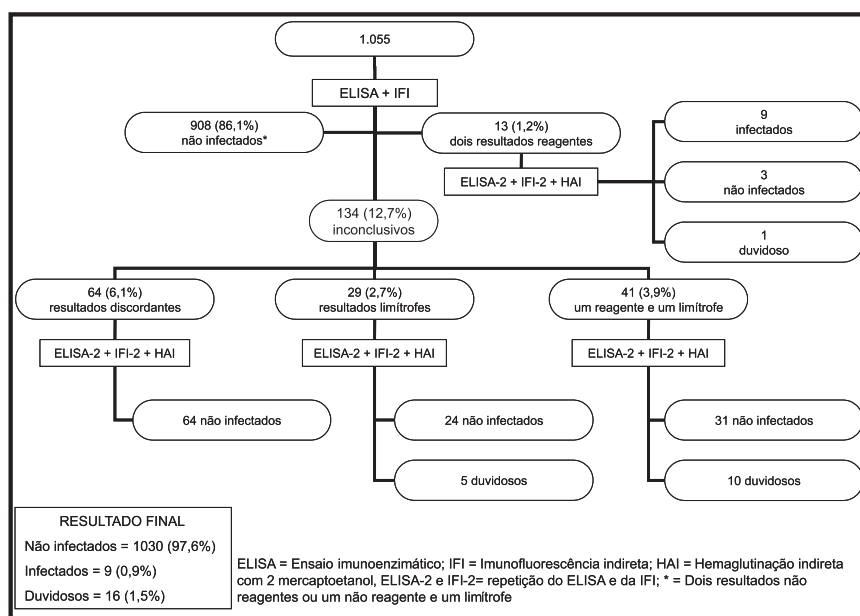 1.055
ELISA + IFI
908 (86,1%)
não infectados*
13 (1,2%)
dois resultados reagentes
ELISA-2 + IFI-2 + HAI
9
infectados
3
não infectados
1
duvidoso
134 (12,7%)
inconclusivos
64 (6,1%)
resultados discordantes
29 (2,7%)
resultados limítrofes
41 (3,9%)
um reagente e um limítrofe
ELISA-2 + IFI-2 + HAI
ELISA-2 + IFI-2 + HAI
ELISA-2 + IFI-2 + HAI
64 não infectados
24 não infectados
31 não infectados
5 duvidosos
10 duvidosos
RESULTADO FINAL
Não infectados = 1030 (97,6%)
Infectados = 9 (0,9%)
Duvidosos = 16 (1,5%)
ELISA = Ensaio imunoenzimático; IFI = Imunofluorescência indireta; HAI = Hemaglutinação indireta
com 2 mercaptoetanol, ELISA-2 e IFI-2= repetição do ELISA e da IFI; * = Dois resultados não
reagentes ou um não reagente e um limítrofe